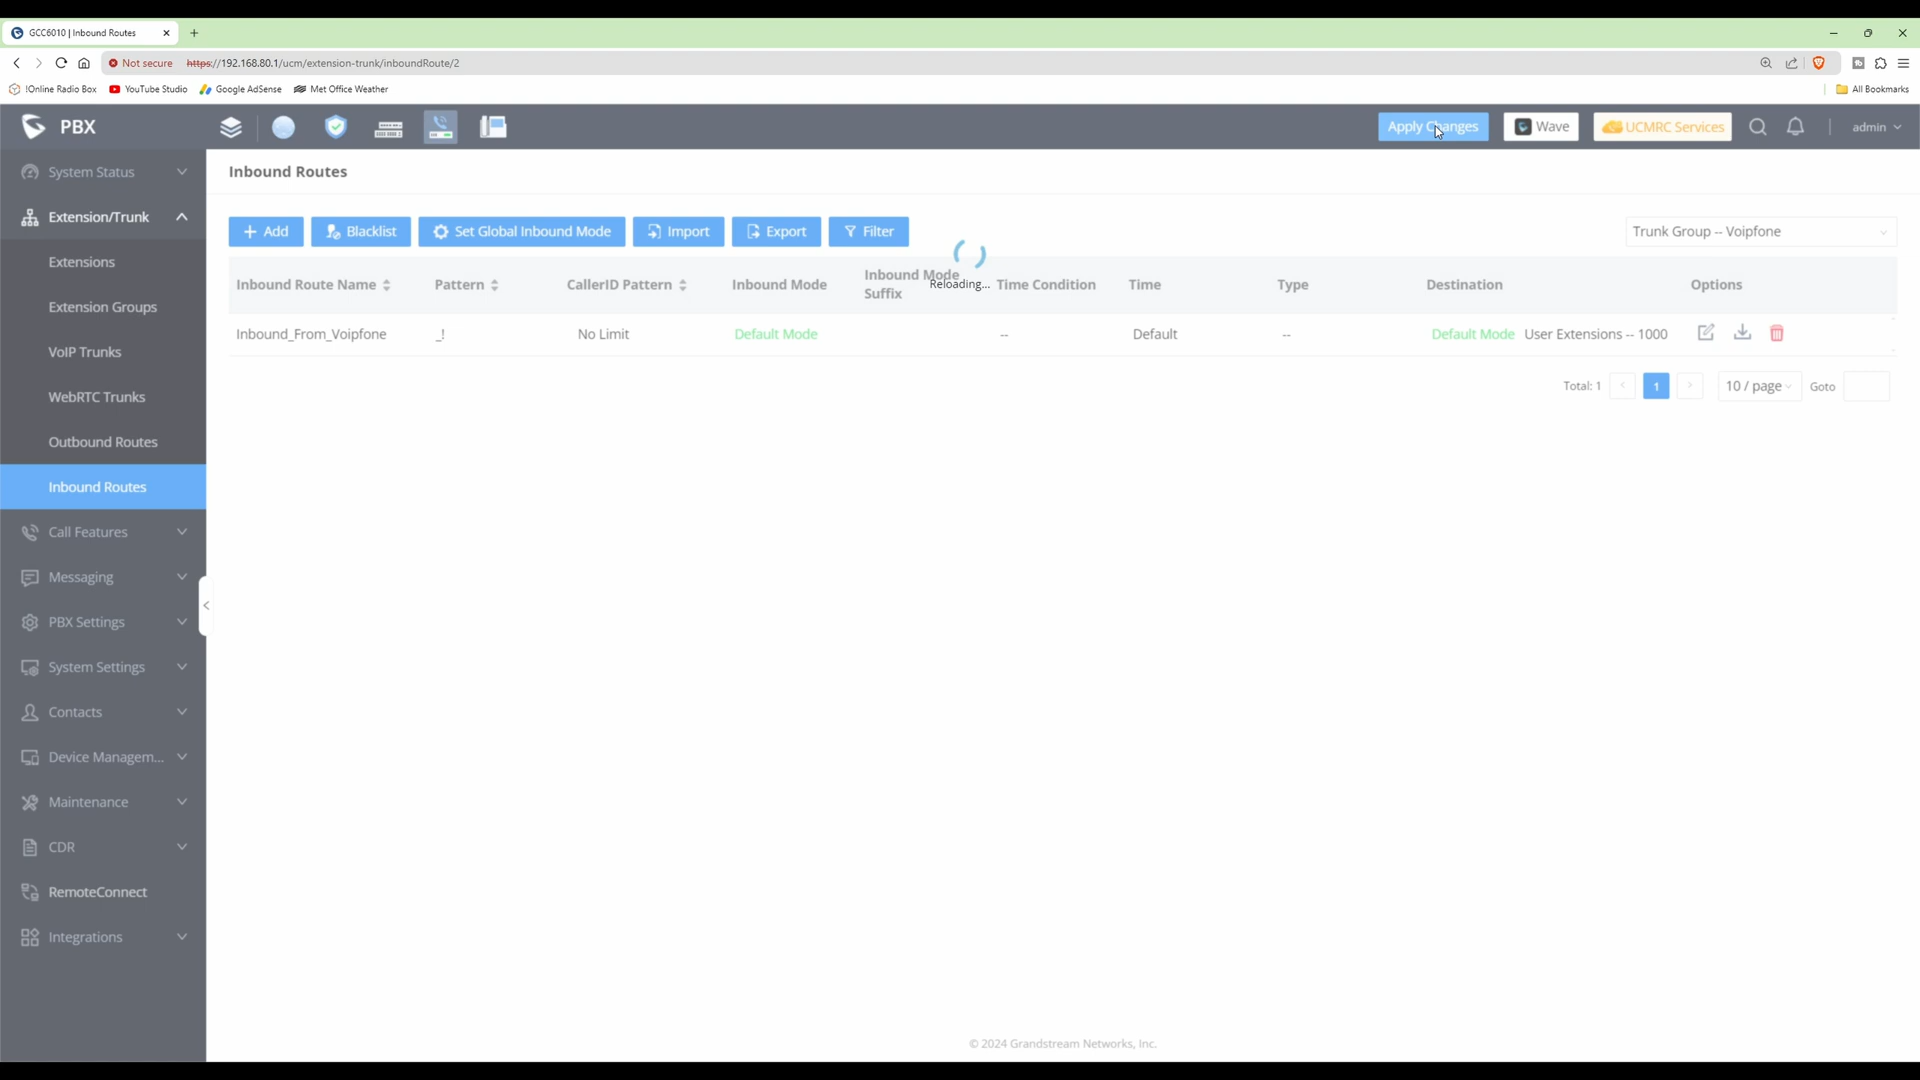 GCC6010 | Inbound Routes
Not secure https://192.168.80.1/ucm/extension-trunk/inboundRoute/2
!Online Radio Box YouTube Studio Google AdSense Met Office Weather All Bookmarks
PBX Apply Changes Wave UCMRC Services admin
System Status
Extension/Trunk
Extensions
Extension Groups
VoIP Trunks
WebRTC Trunks
Outbound Routes
Inbound Routes
Call Features
Messaging
PBX Settings
System Settings
Contacts
Device Managem...
Maintenance
CDR
RemoteConnect
Integrations
Inbound Routes
Add Blacklist Set Global Inbound Mode Import Export Filter Trunk Group -- Voipfone
Inbound Route Name Pattern CallerID Pattern Inbound Mode Inbound Mode Suffix Time Condition Time Type Destination Options
Reloading...
Inbound_From_Voipfone _! No Limit Default Mode -- Default -- Default Mode User Extensions -- 1000
Total: 1 < 1 > 10 / page Goto
© 2024 Grandstream Networks, Inc.